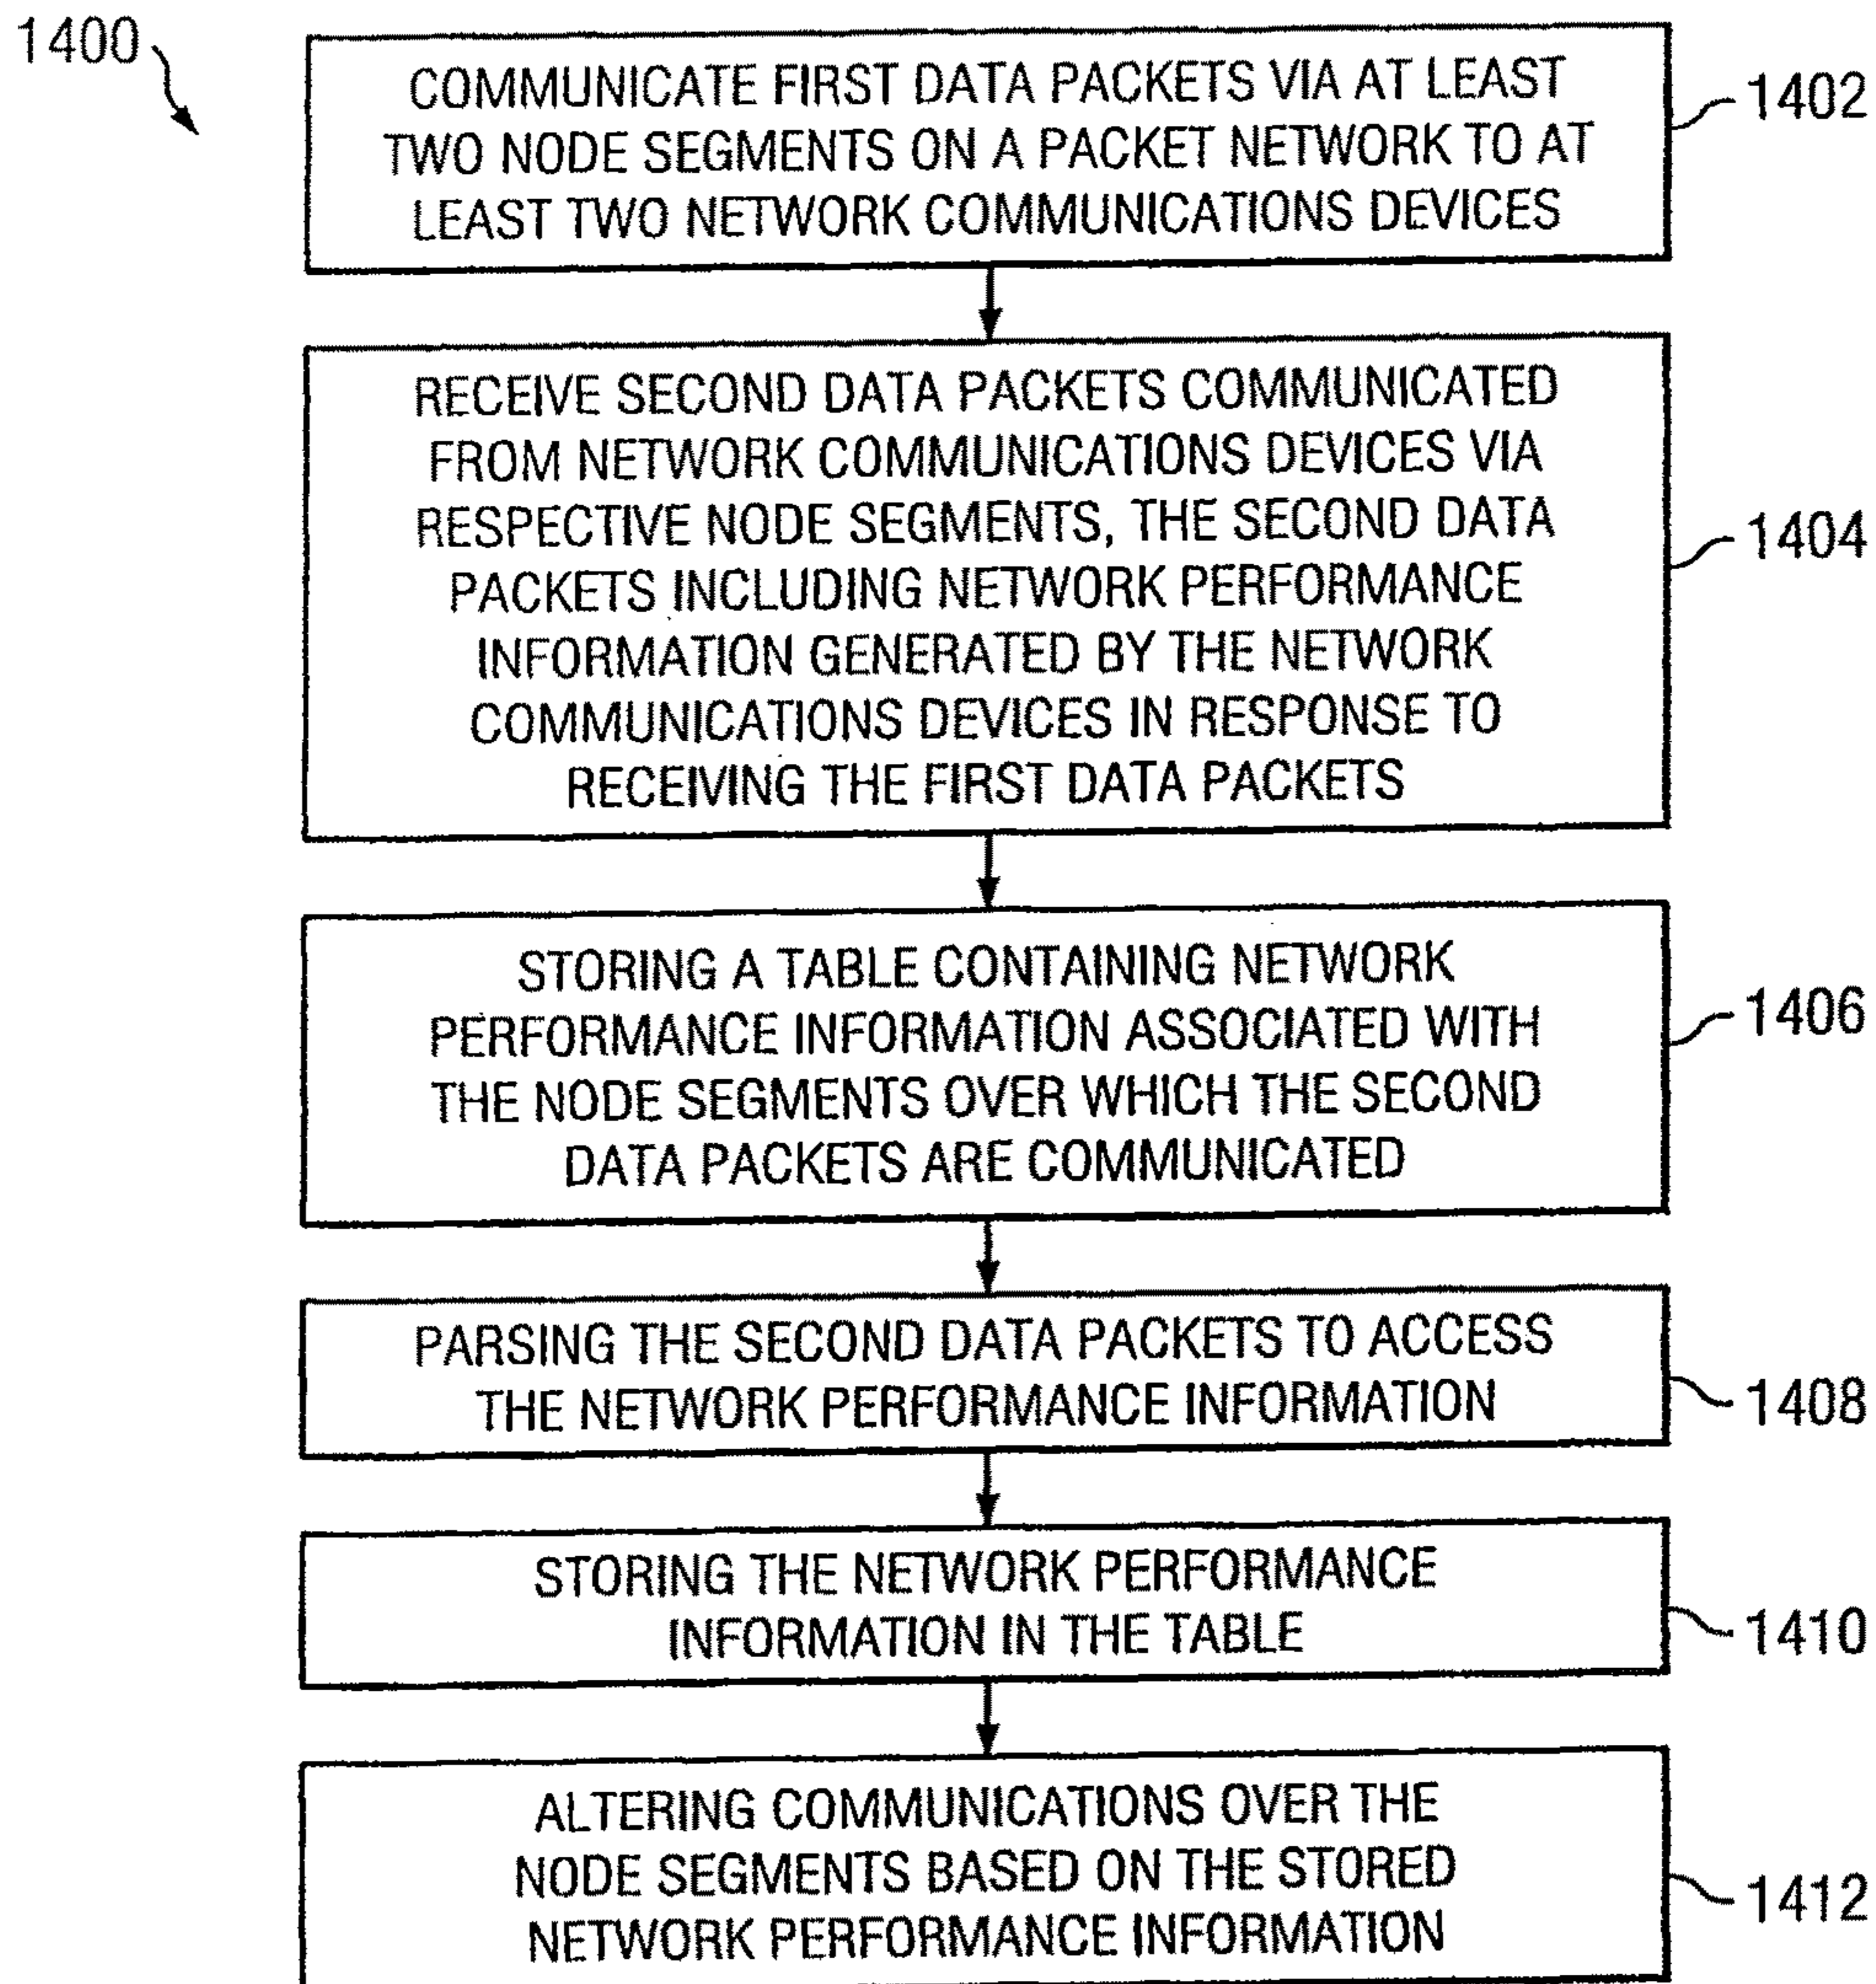 1400
COMMUNICATE FIRST DATA PACKETS VIA AT LEAST
TWO NODE SEGMENTS ON A PACKET NETWORK TO AT
LEAST TWO NETWORK COMMUNICATIONS DEVICES
1402
RECEIVE SECOND DATA PACKETS COMMUNICATED
FROM NETWORK COMMUNICATIONS DEVICES VIA
RESPECTIVE NODE SEGMENTS, THE SECOND DATA
PACKETS INCLUDING NETWORK PERFORMANCE
INFORMATION GENERATED BY THE NETWORK
COMMUNICATIONS DEVICES IN RESPONSE TO
RECEIVING THE FIRST DATA PACKETS
1404
STORING A TABLE CONTAINING NETWORK
PERFORMANCE INFORMATION ASSOCIATED WITH
THE NODE SEGMENTS OVER WHICH THE SECOND
DATA PACKETS ARE COMMUNICATED
1406
PARSING THE SECOND DATA PACKETS TO ACCESS
THE NETWORK PERFORMANCE INFORMATION
1408
STORING THE NETWORK PERFORMANCE
INFORMATION IN THE TABLE
1410
ALTERING COMMUNICATIONS OVER THE
NODE SEGMENTS BASED ON THE STORED
NETWORK PERFORMANCE INFORMATION
1412